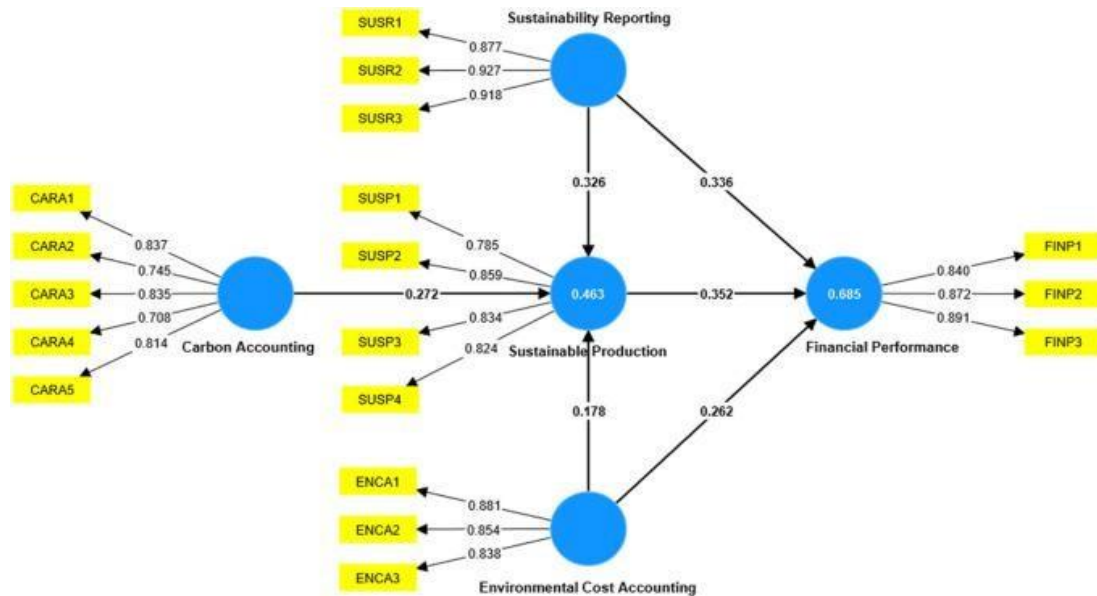 Sustainability Reporting
SUSR1
0.877
SUSR2
0.927
SUSR3
0.918
0.326
0.336
CARA1
0.837
CARA2
0.745
CARA3
0.835
CARA4
0.708
CARA5
0.814
Carbon Accounting
0.272
SUSP1
0.785
SUSP2
0.859
SUSP3
0.834
SUSP4
0.824
0.463
Sustainable Production
0.352
0.685
Financial Performance
FINP1
0.840
FINP2
0.872
FINP3
0.891
0.178
0.262
ENCA1
0.881
ENCA2
0.854
ENCA3
0.838
Environmental Cost Accounting